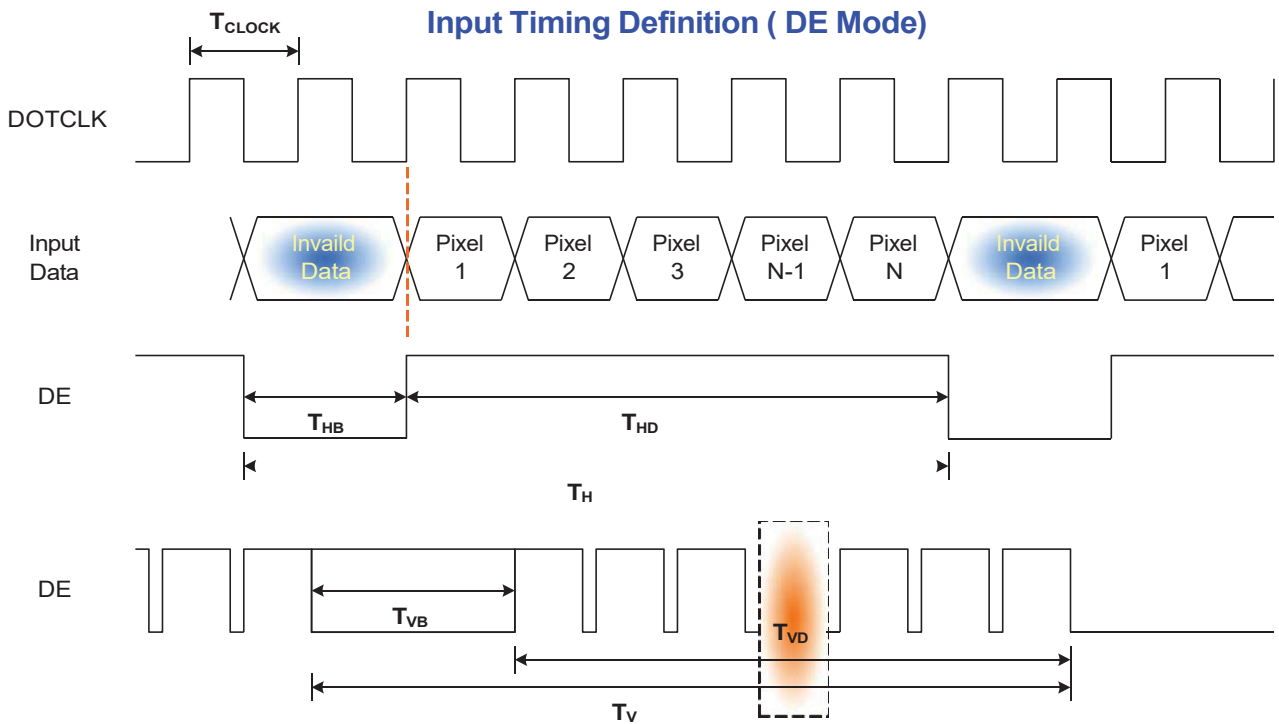 Input Timing Definition ( DE Mode)
TCLOCK
DOTCLK
Input
Data
Invaild
Data
Pixel
1
Pixel
2
Pixel
3
Pixel
N-1
Pixel
N
Invaild
Data
Pixel
1
DE
THB
THD
TH
DE
TVB
TVD
TV